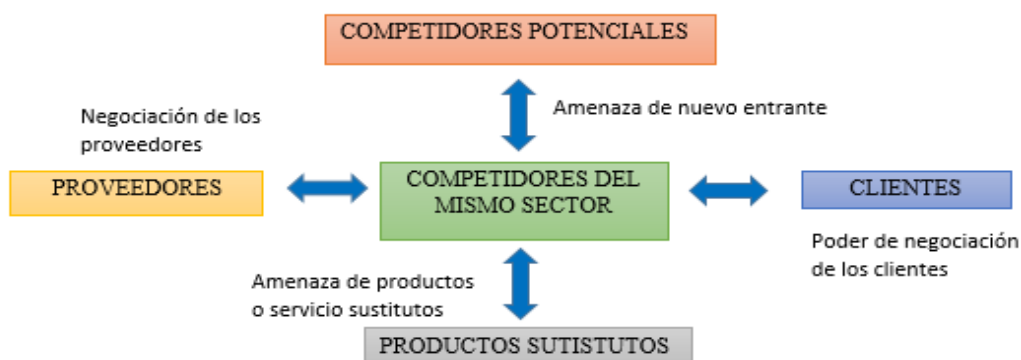 COMPETIDORES POTENCIALES
Amenaza de nuevo entrante
Negociación de los
proveedores
PROVEEDORES
COMPETIDORES DEL
MISMO SECTOR
CLIENTES
Poder de negociación
de los clientes
Amenaza de productos
o servicio sustitutos
PRODUCTOS SUTISTUTOS